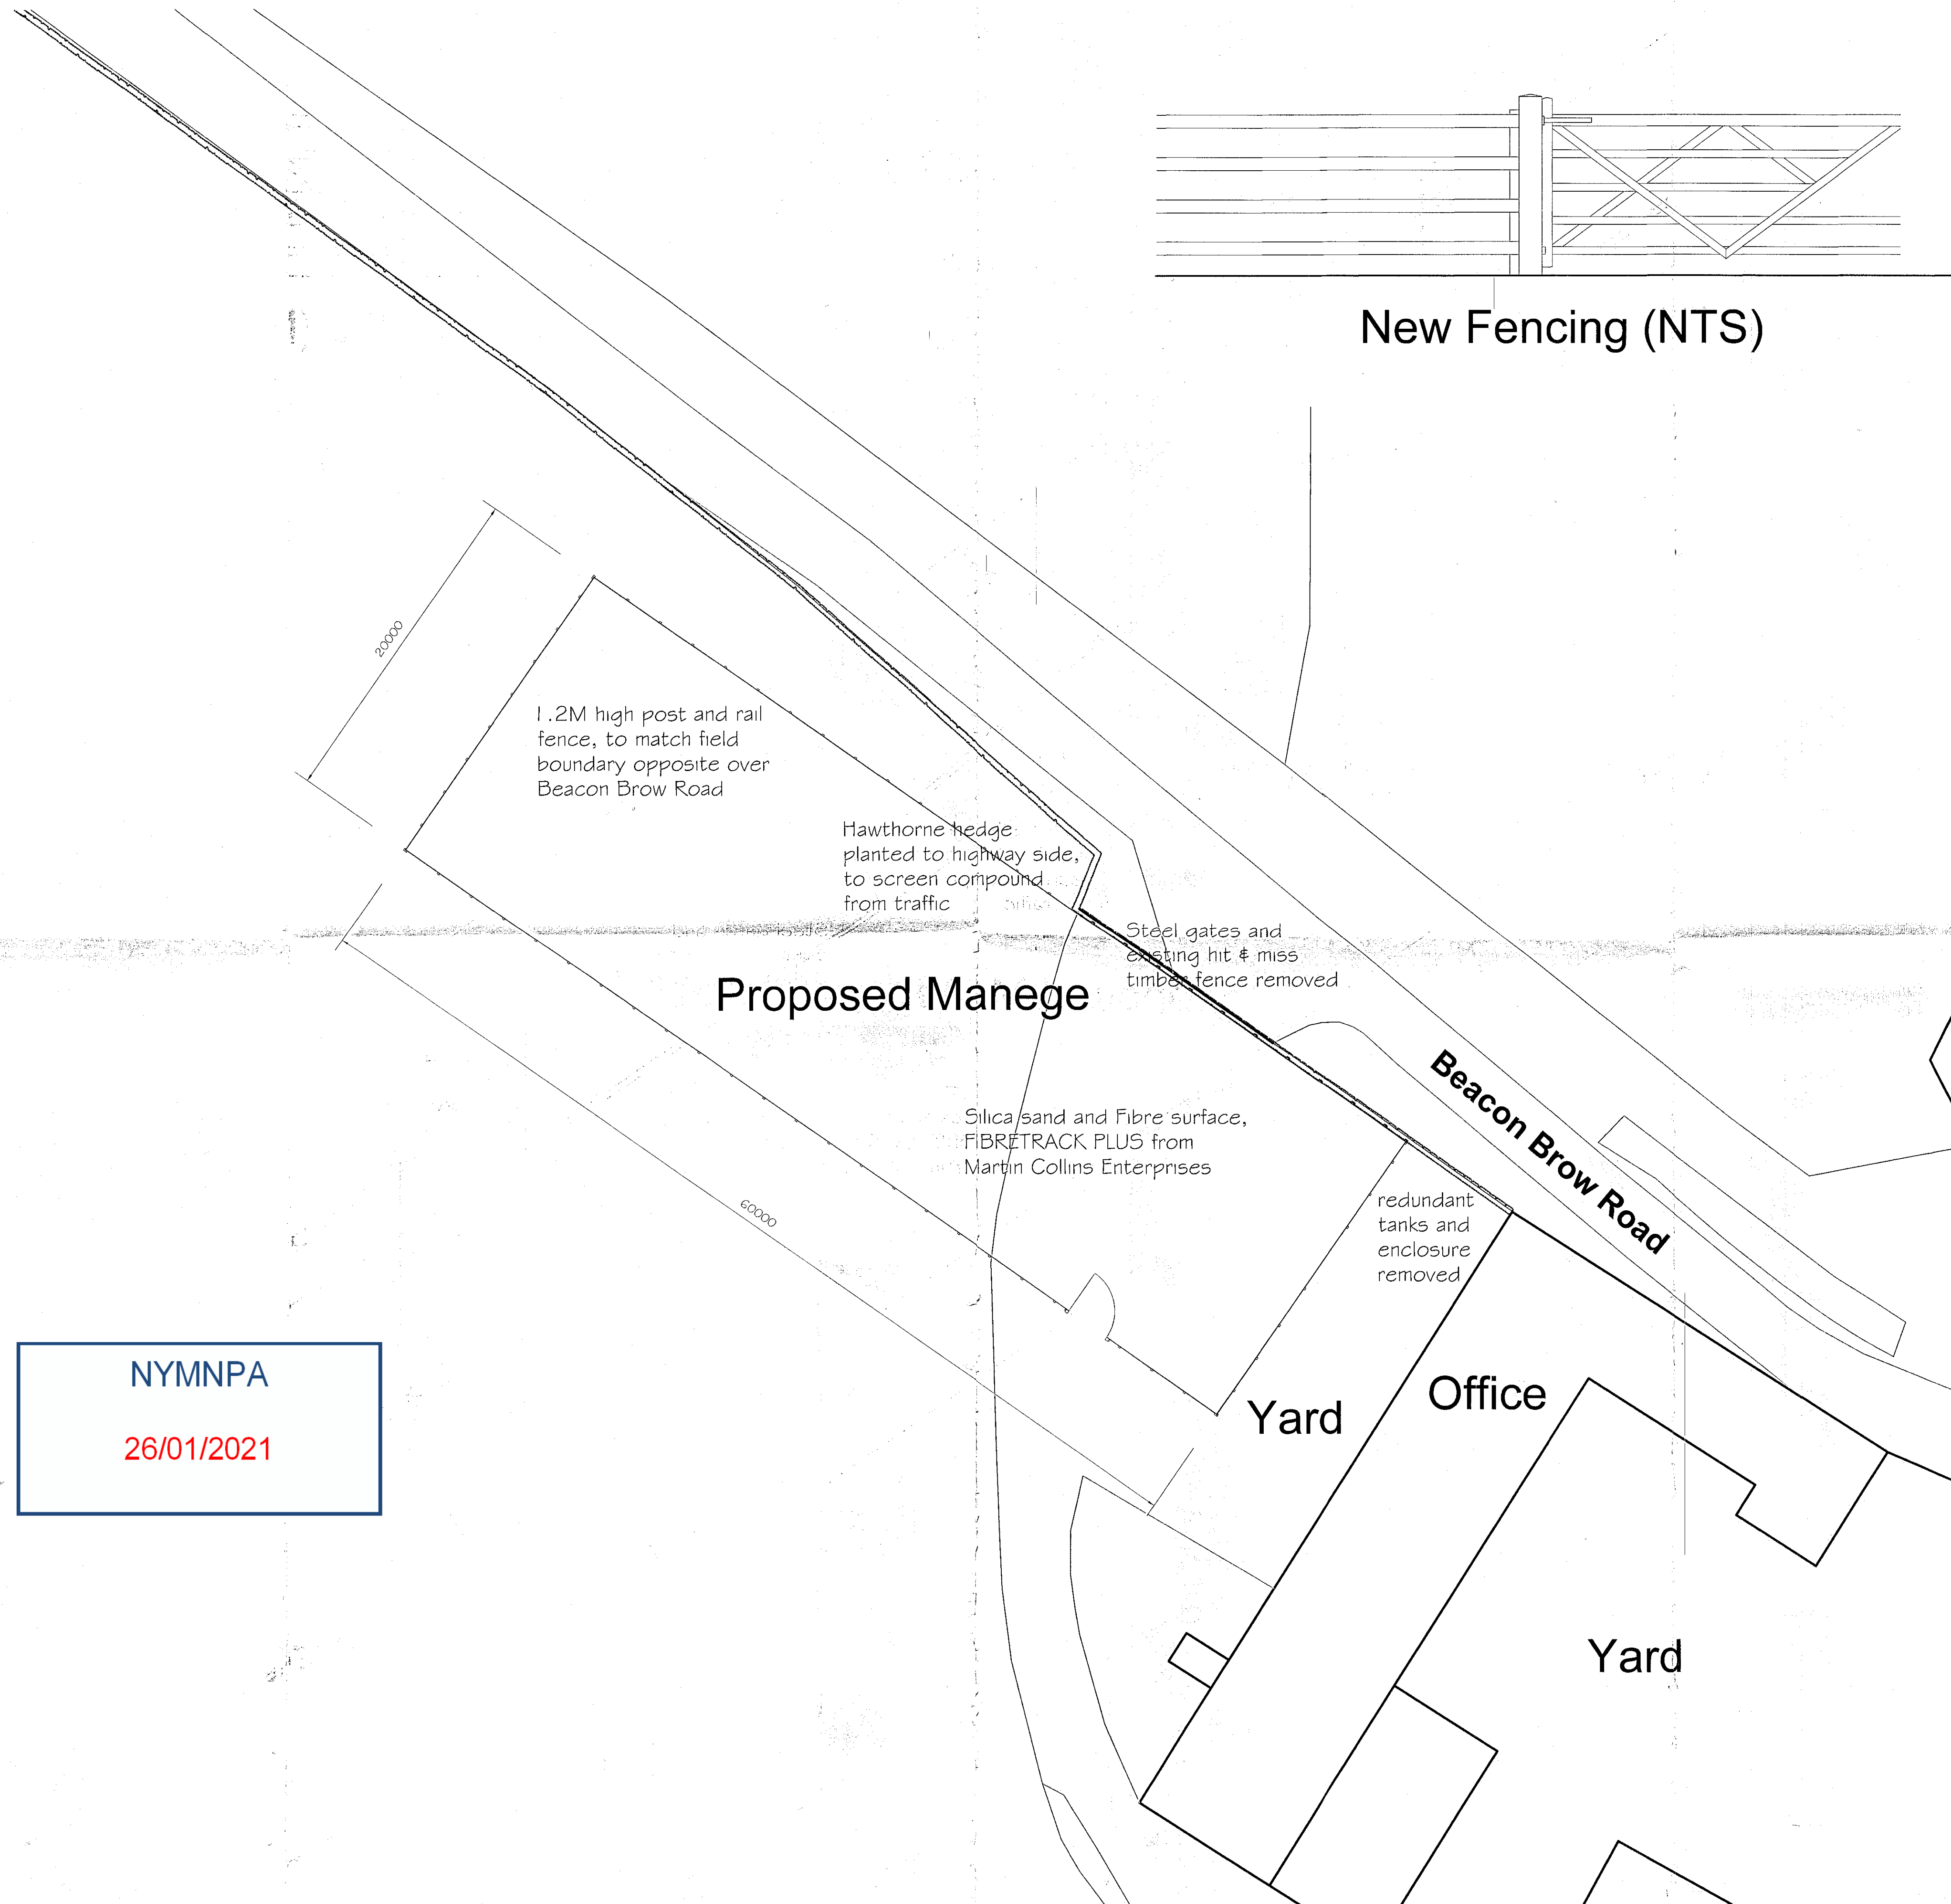 New Fencing (NTS)
20000
1.2M high post and rail
fence, to match field
boundary opposite over
Beacon Brow Road
Hawthorne hedge
planted to highway side,
to screen compound
from traffic
Steel gates and
existing hit & miss
timber fence removed
Proposed Manege
Beacon Brow Road
Silica sand and Fibre surface,
FIBRETRACK PLUS from
Martin Collins Enterprises
60000
redundant
tanks and
enclosure
removed
NYMNPA
26/01/2021
Yard
Office
Yard